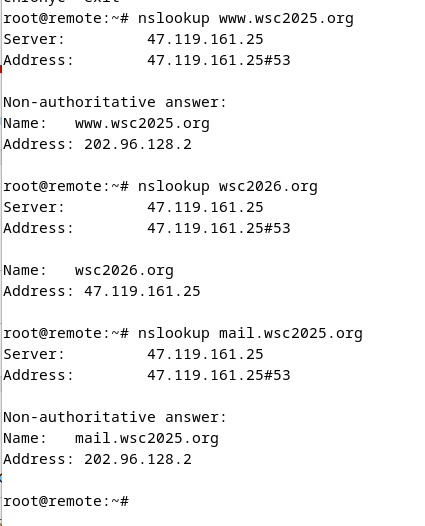 root@remote:~# nslookup www.wsc2025.org
Server:         47.119.161.25
Address:        47.119.161.25#53
Non-authoritative answer:
Name:   www.wsc2025.org
Address: 202.96.128.2
root@remote:~# nslookup wsc2026.org
Server:         47.119.161.25
Address:        47.119.161.25#53
Name:   wsc2026.org
Address: 47.119.161.25
root@remote:~# nslookup mail.wsc2025.org
Server:         47.119.161.25
Address:        47.119.161.25#53
Non-authoritative answer:
Name:   mail.wsc2025.org
Address: 202.96.128.2
root@remote:~#